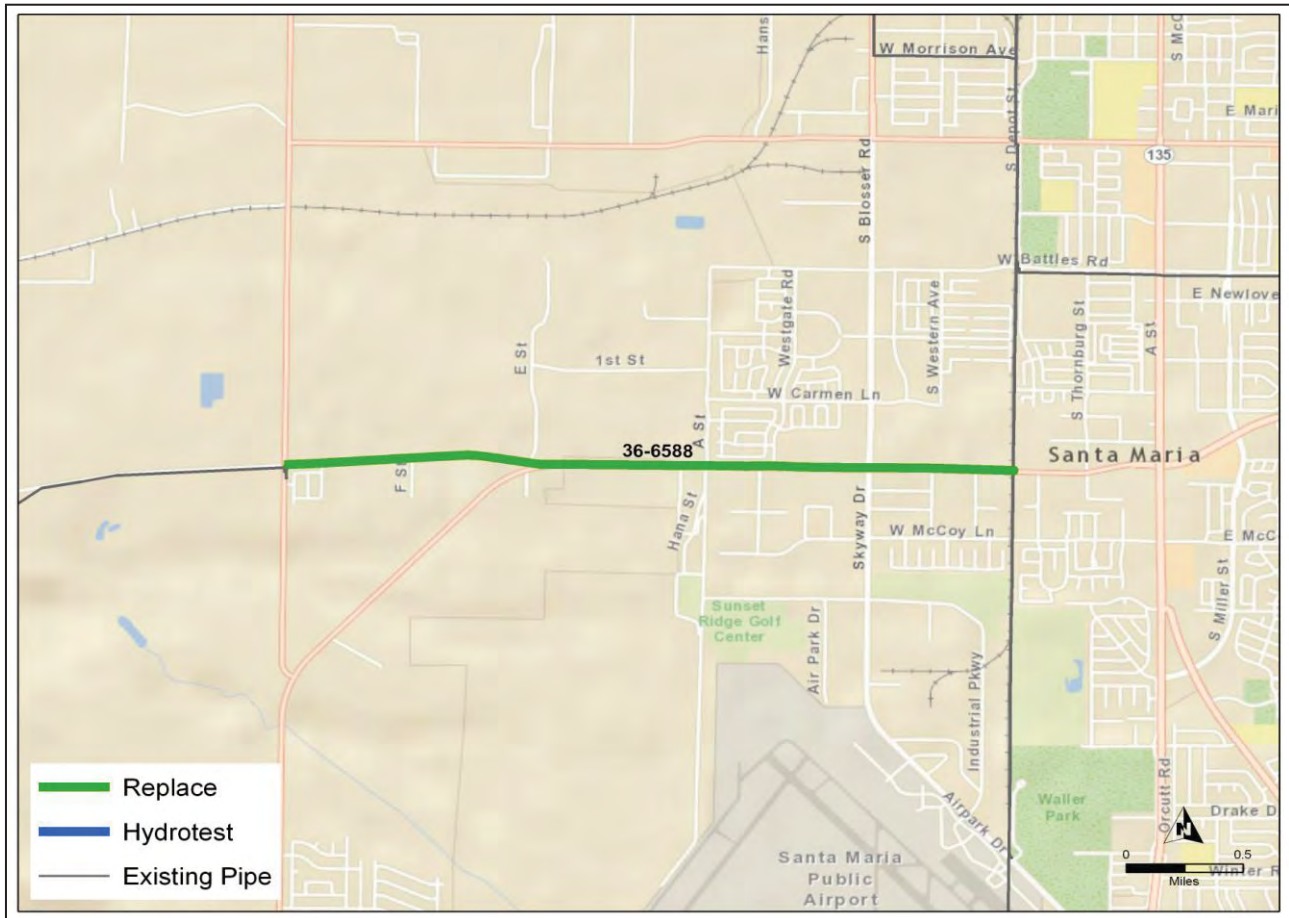 Hans
W Morrison Ave
S McC
E Mari
S Depot St
135
S Blosser Rd
W Battles Rd
E Newlove
Westgate Rd
S Western Ave
S Thornburg St
A St
E St
1st St
W Carmen Ln
A St
36-6588
Santa Maria
F St
Hana St
Skyway Dr
W McCoy Ln
E McC
S Miller St
Sunset
Ridge Golf
Center
Air Park Dr
Industrial Pkwy
Waller
Park
Orcutt Rd
Drake D
Airpark Dr
Winter R
Santa Maria
Public
Airport
N
0
0.5
Miles
Replace
Hydrotest
Existing Pipe